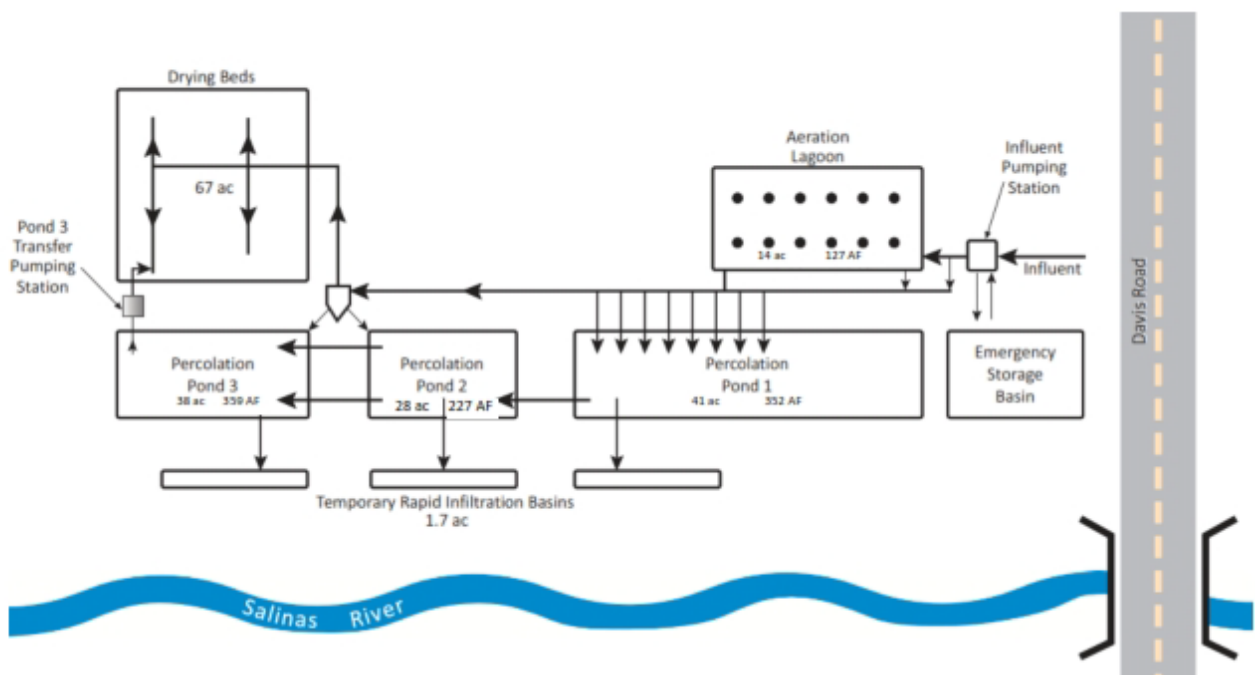 Drying Beds
67 ac
Pond 3
Transfer
Pumping
Station
Aeration
Lagoon
14 ac 127 AF
Influent
Pumping
Station
Influent
Davis Road
Percolation
Pond 3
38 ac 359 AF
Percolation
Pond 2
28 ac 227 AF
Percolation
Pond 1
41 ac 352 AF
Emergency
Storage
Basin
Temporary Rapid Infiltration Basins
1.7 ac
Salinas River